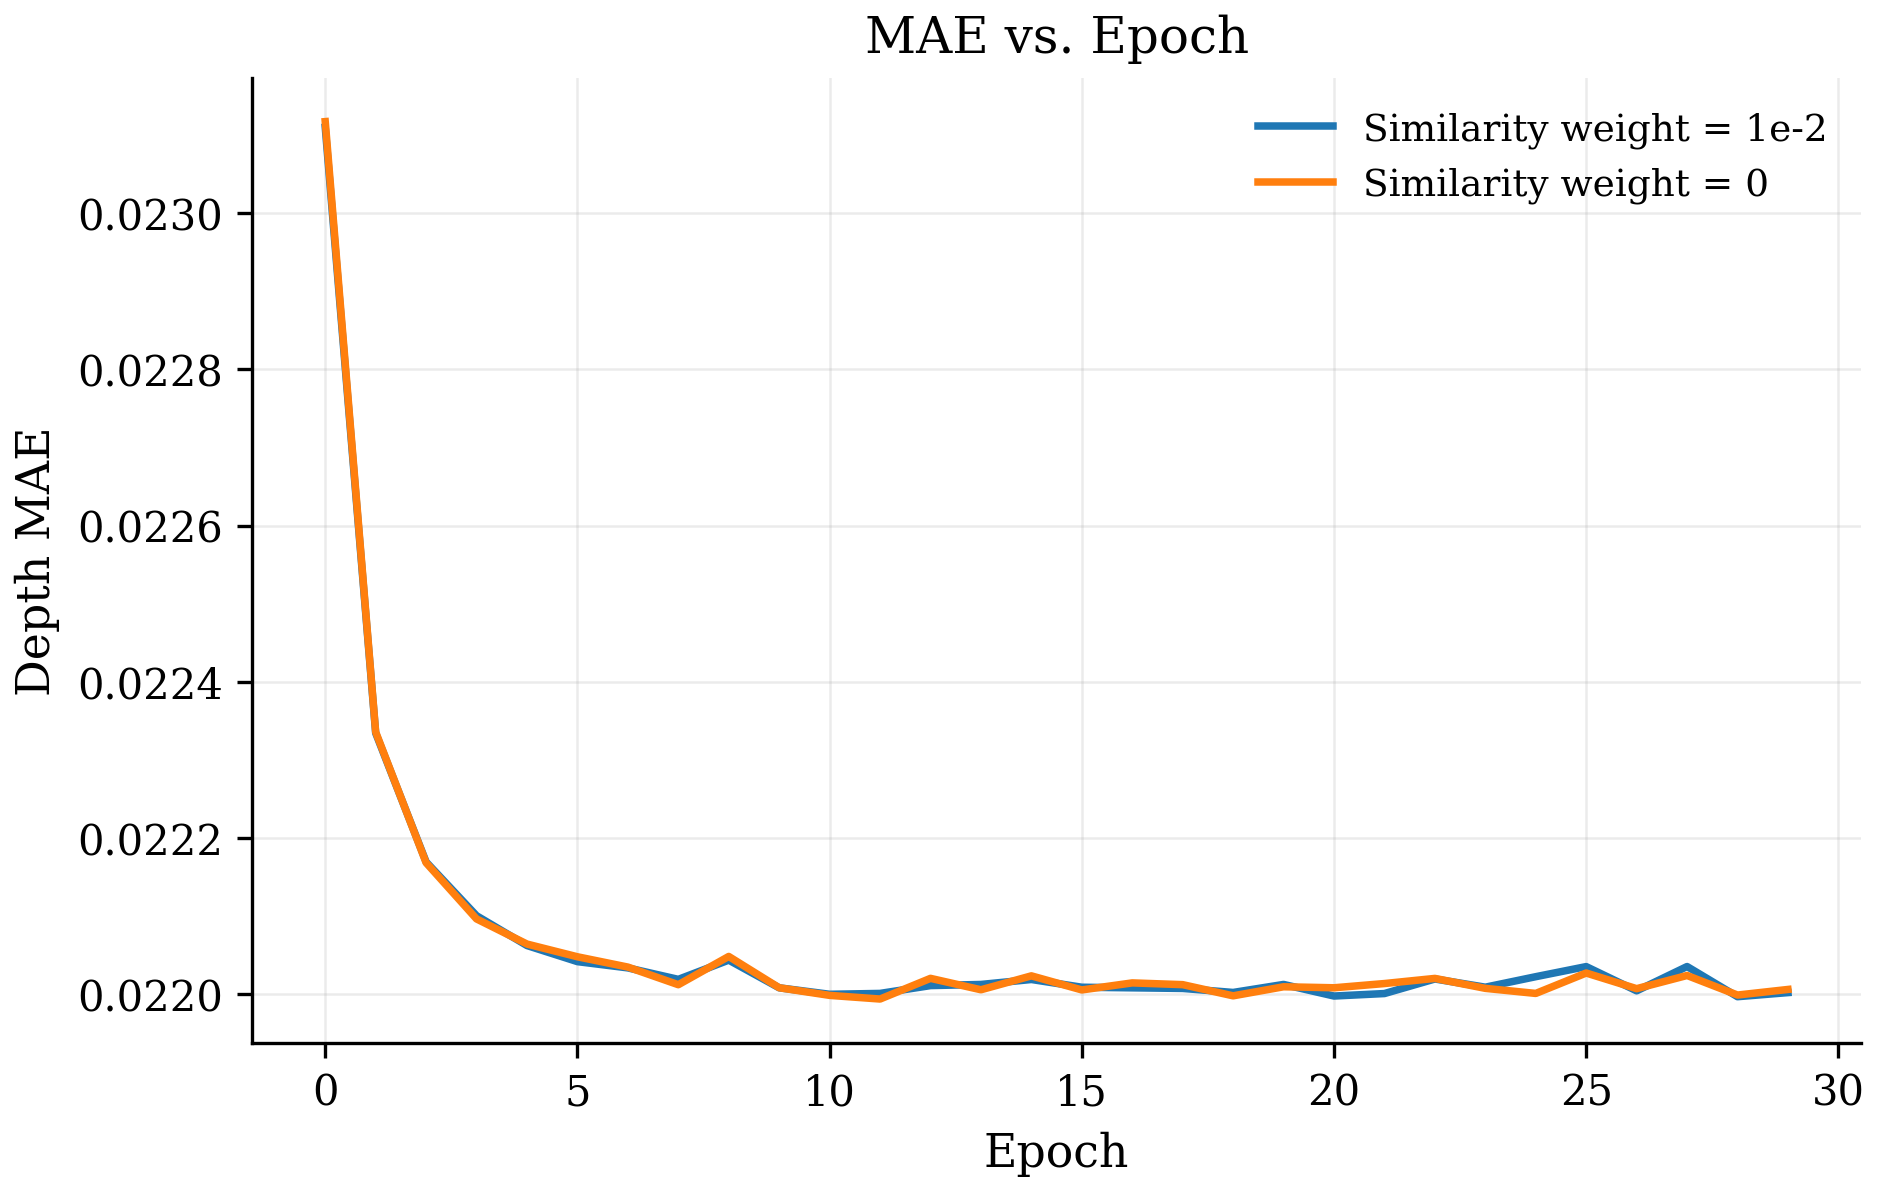 MAE vs. Epoch
Similarity weight = 1e-2
Similarity weight = 0
Depth MAE
0.0230
0.0228
0.0226
0.0224
0.0222
0.0220
0 5 10 15 20 25 30
Epoch